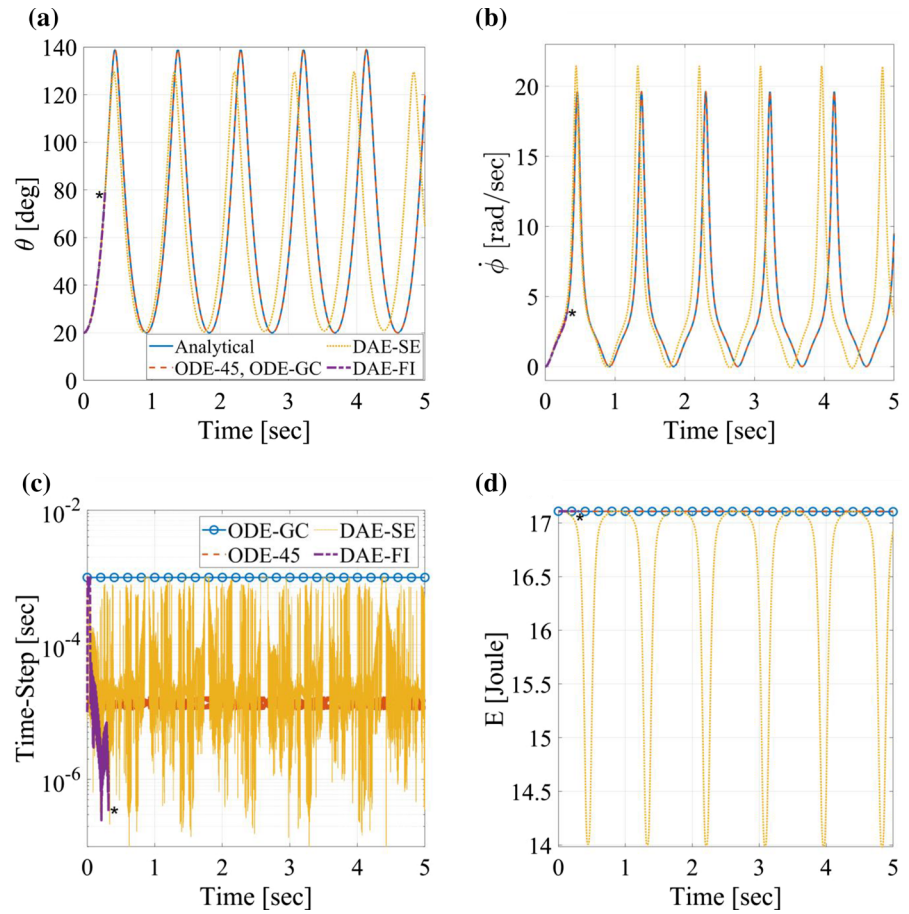 (a)
140
120
100
80
60
40
20
0
*
θ [deg]
Analytical
ODE-45, ODE-GC
DAE-SE
DAE-FI
0 1 2 3 4 5
Time [sec]
(b)
20
15
10
5
0
*
ϕ̇ [rad/sec]
0 1 2 3 4 5
Time [sec]
(c)
10⁻²
10⁻⁴
10⁻⁶
*
Time-Step [sec]
ODE-GC
ODE-45
DAE-SE
DAE-FI
0 1 2 3 4 5
Time [sec]
(d)
17
16.5
16
15.5
15
14.5
14
*
E [Joule]
0 1 2 3 4 5
Time [sec]